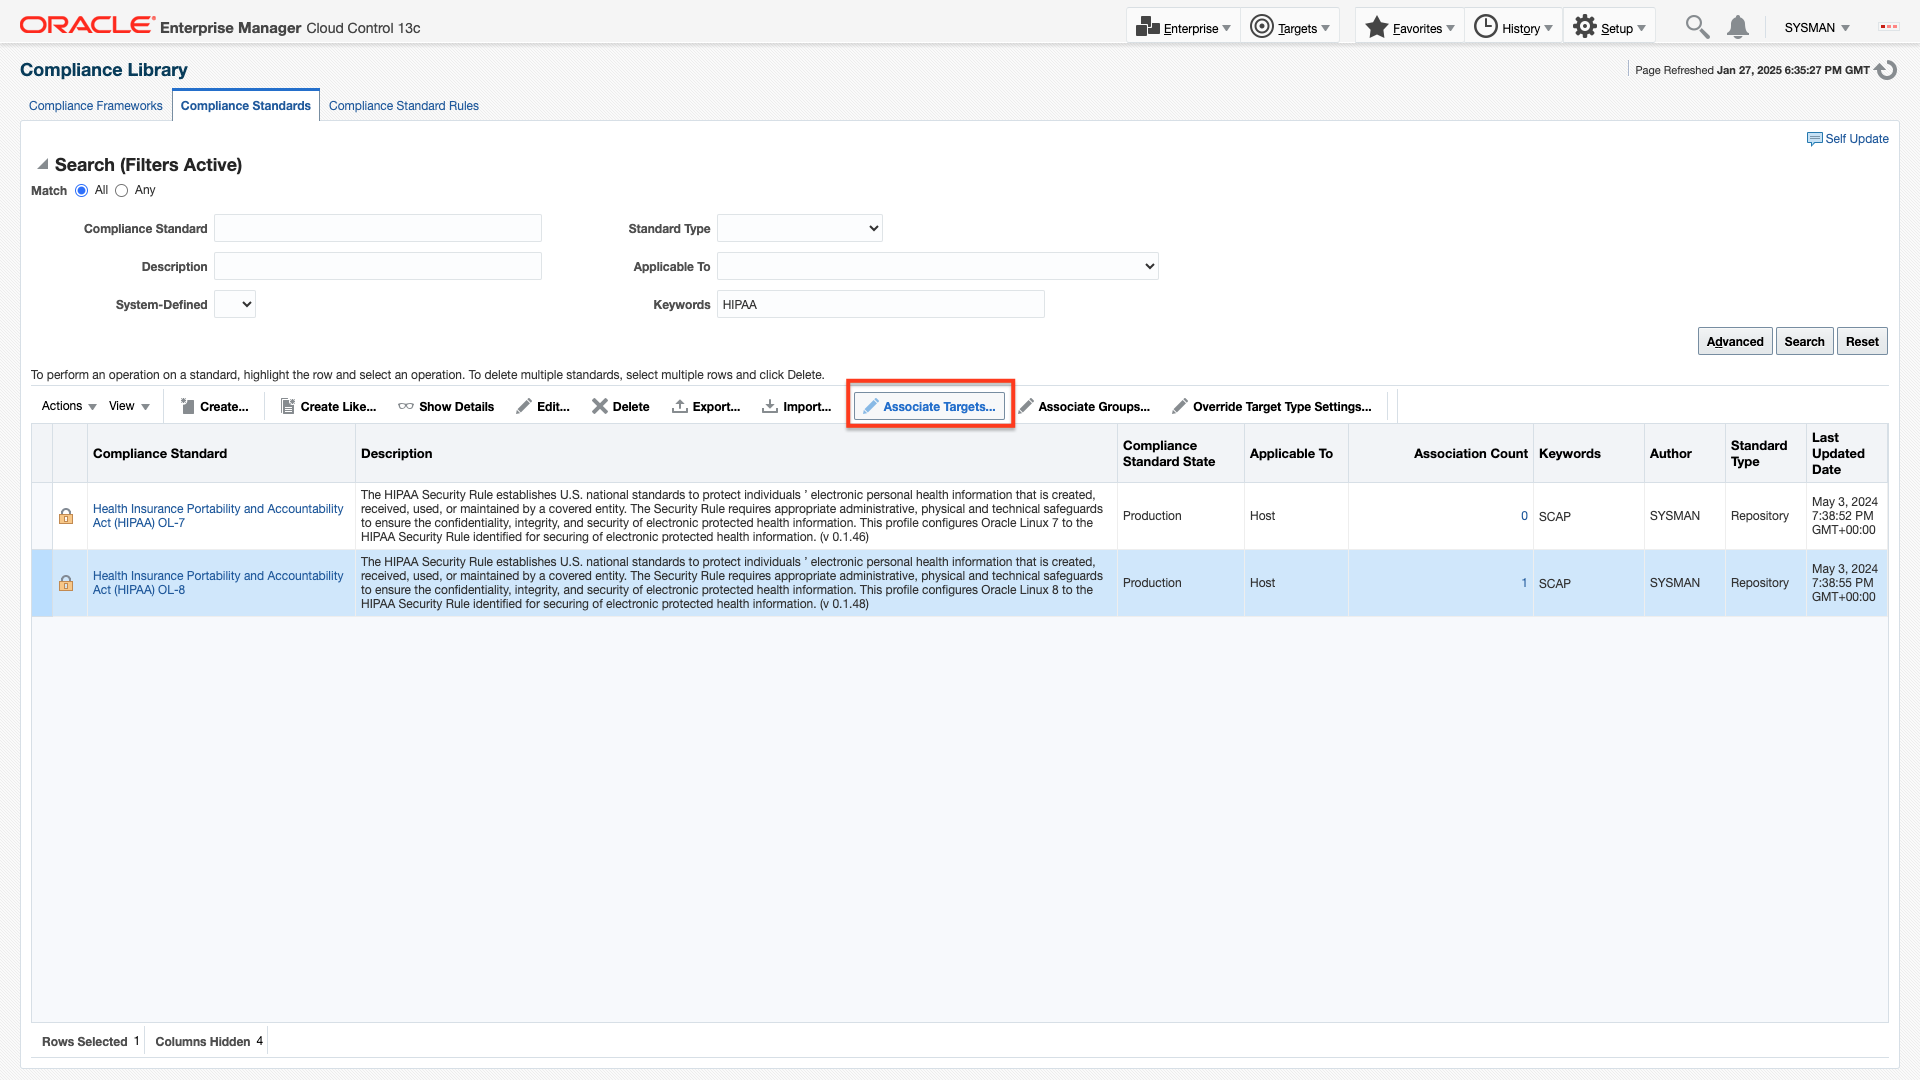 ORACLE Enterprise Manager Cloud Control 13c
Enterprise
Targets
Favorites
History
Setup
SYSMAN
Compliance Library
Page Refreshed Jan 27, 2025 6:35:27 PM GMT
Compliance Frameworks
Compliance Standards
Compliance Standard Rules
Self Update
Search (Filters Active)
Match All Any
Compliance Standard
Standard Type
Description
Applicable To
System-Defined
Keywords HIPAA
Advanced
Search
Reset
To perform an operation on a standard, highlight the row and select an operation. To delete multiple standards, select multiple rows and click Delete.
Actions
View
Create...
Create Like...
Show Details
Edit...
Delete
Export...
Import...
Associate Targets...
Associate Groups...
Override Target Type Settings...
Compliance Standard
Description
Compliance
Standard State
Applicable To
Association Count
Keywords
Author
Standard
Type
Last
Updated
Date
Health Insurance Portability and Accountability
Act (HIPAA) OL-7
The HIPAA Security Rule establishes U.S. national standards to protect individuals ’ electronic personal health information that is created,
received, used, or maintained by a covered entity. The Security Rule requires appropriate administrative, physical and technical safeguards
to ensure the confidentiality, integrity, and security of electronic protected health information. This profile configures Oracle Linux 7 to the
HIPAA Security Rule identified for securing of electronic protected health information. (v 0.1.46)
Production
Host
0
SCAP
SYSMAN
Repository
May 3, 2024
7:38:52 PM
GMT+00:00
Health Insurance Portability and Accountability
Act (HIPAA) OL-8
The HIPAA Security Rule establishes U.S. national standards to protect individuals ’ electronic personal health information that is created,
received, used, or maintained by a covered entity. The Security Rule requires appropriate administrative, physical and technical safeguards
to ensure the confidentiality, integrity, and security of electronic protected health information. This profile configures Oracle Linux 8 to the
HIPAA Security Rule identified for securing of electronic protected health information. (v 0.1.48)
Production
Host
1
SCAP
SYSMAN
Repository
May 3, 2024
7:38:55 PM
GMT+00:00
Rows Selected 1
Columns Hidden 4